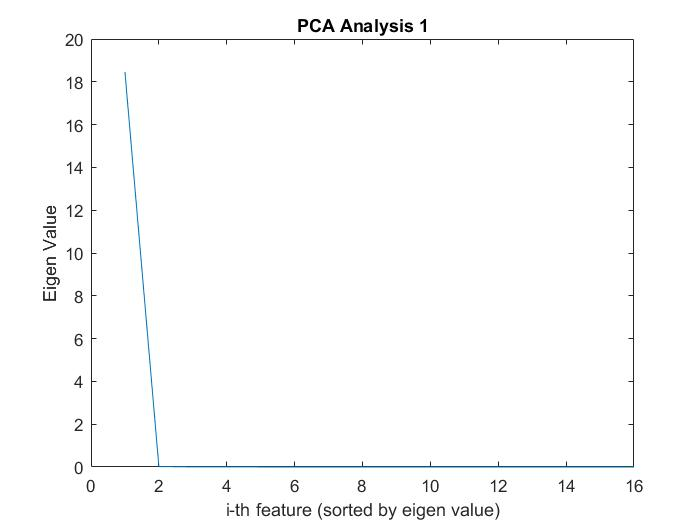 PCA Analysis 1
20
18
16
14
12
10
8
6
4
2
0
Eigen Value
0 2 4 6 8 10 12 14 16
i-th feature (sorted by eigen value)